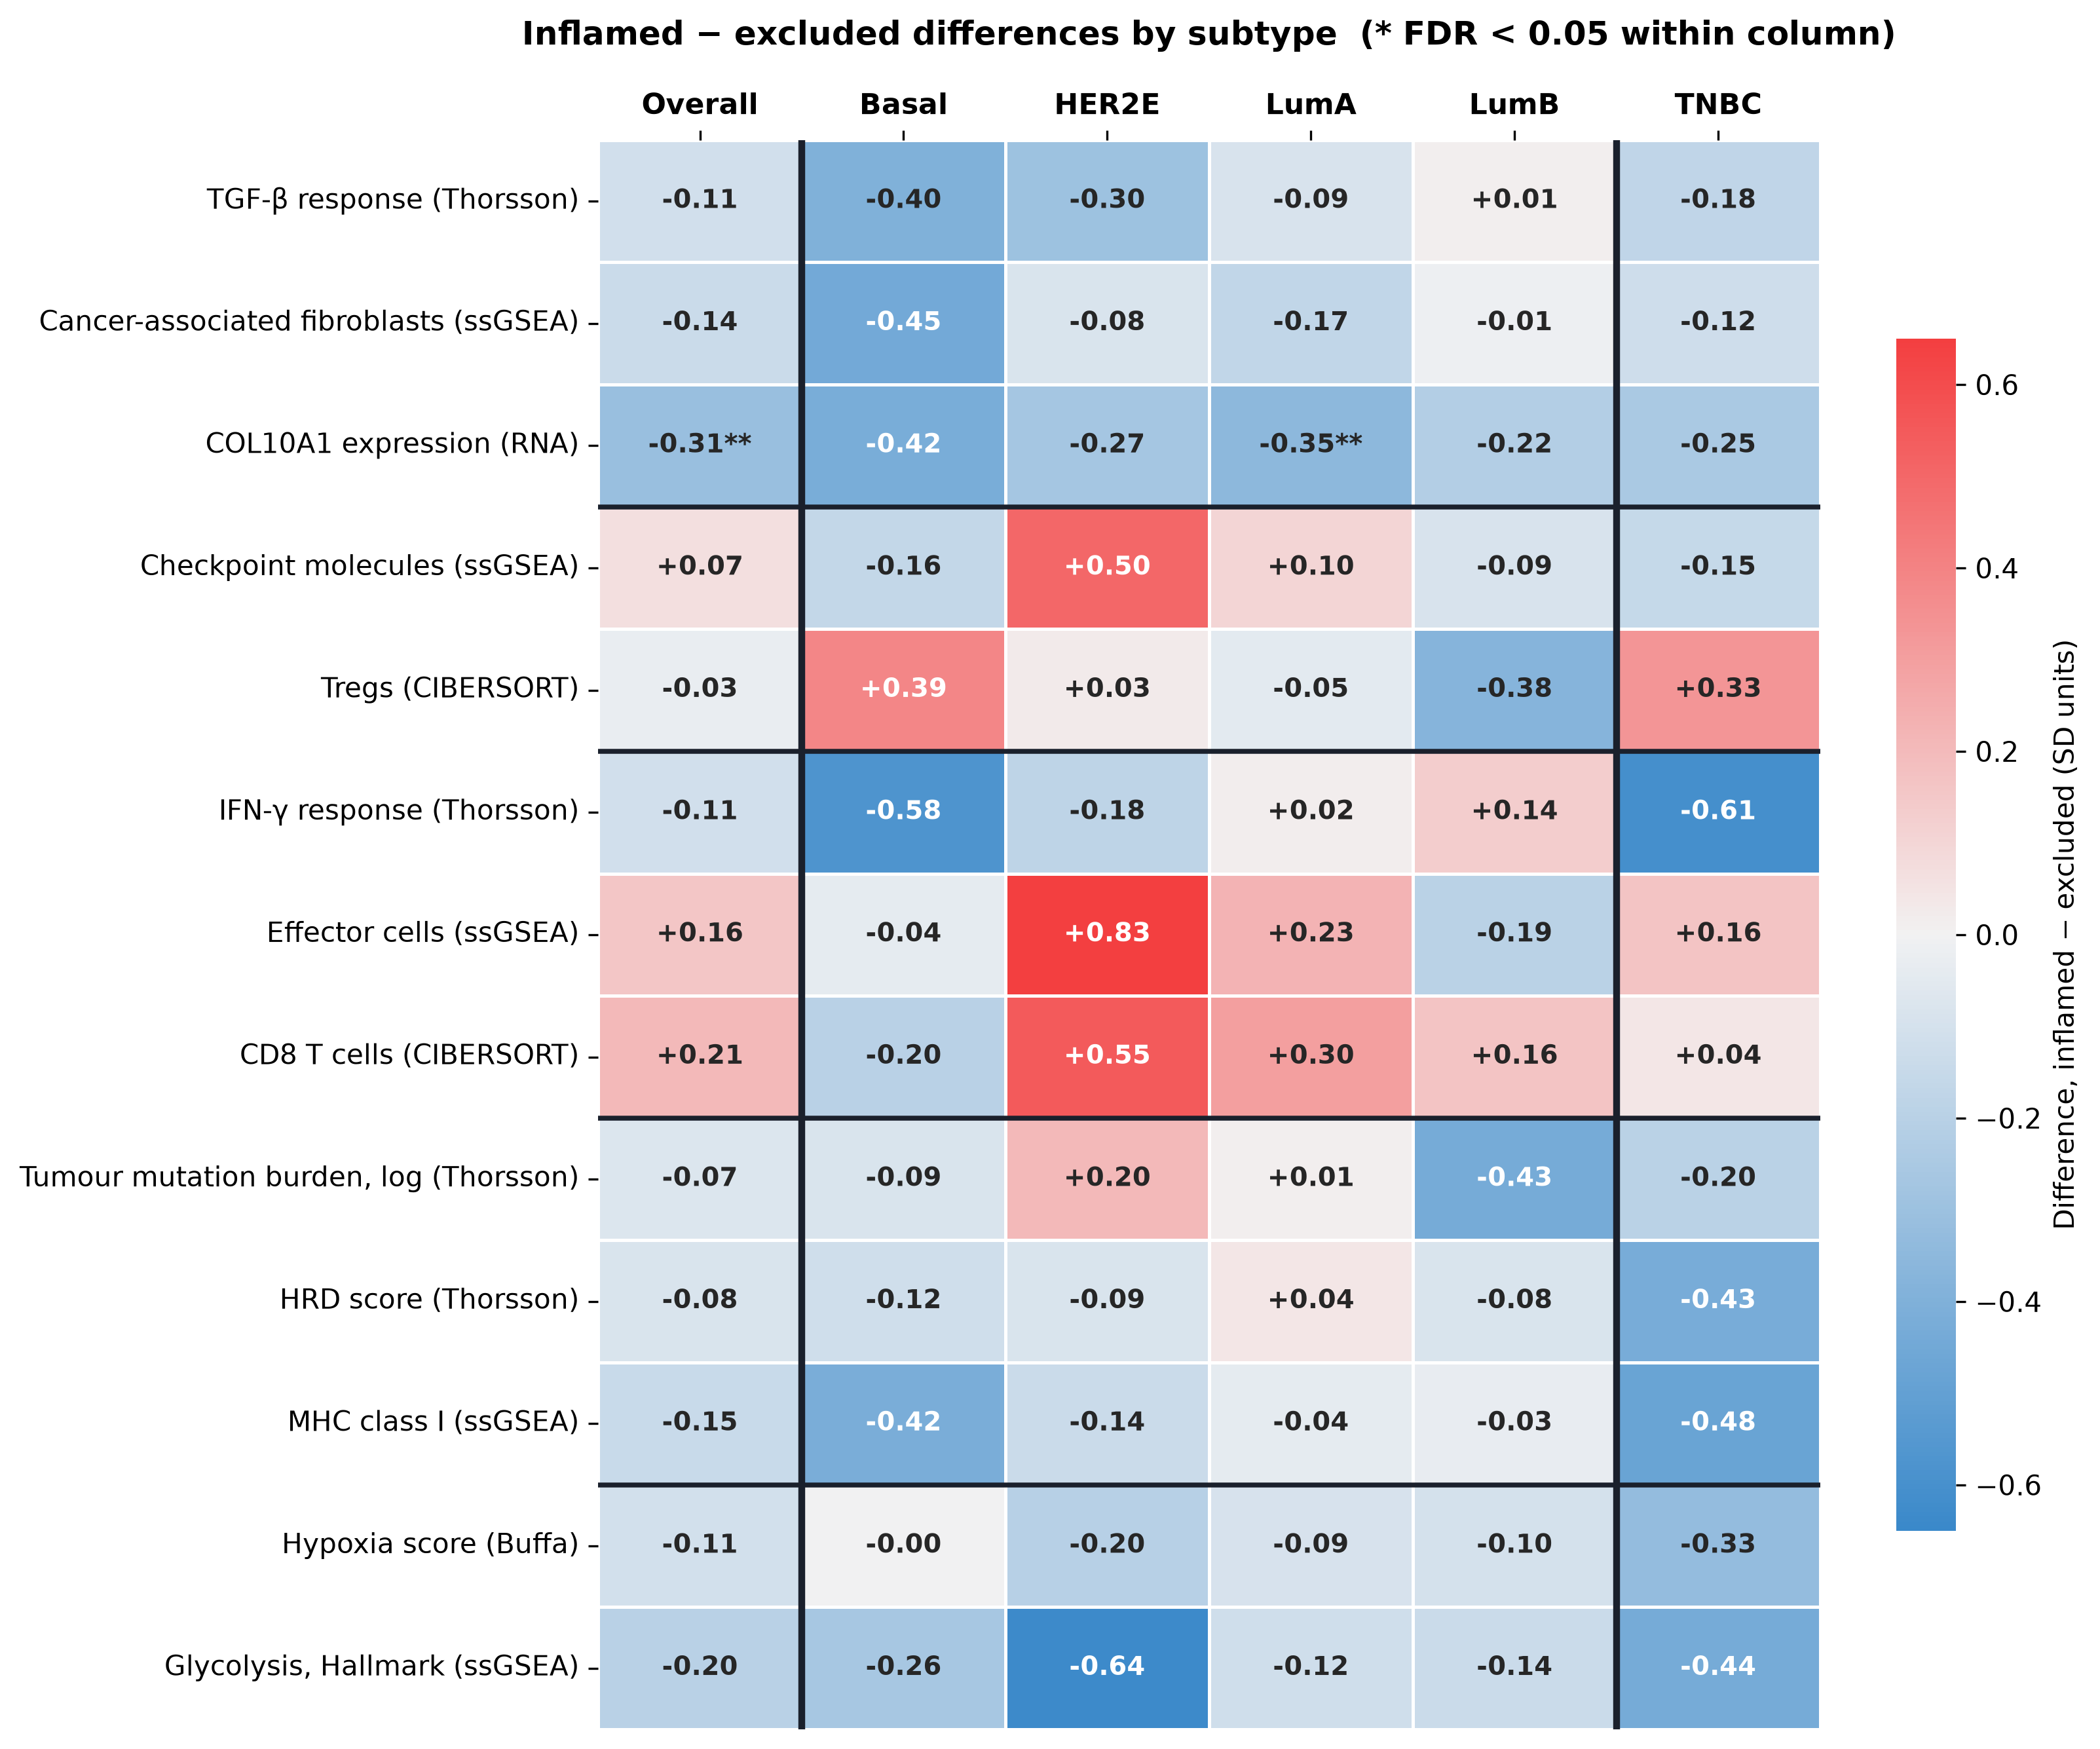 Inflamed − excluded differences by subtype (* FDR < 0.05 within column)
Overall Basal HER2E LumA LumB TNBC
TGF-β response (Thorsson) -0.11 -0.40 -0.30 -0.09 +0.01 -0.18
Cancer-associated fibroblasts (ssGSEA) -0.14 -0.45 -0.08 -0.17 -0.01 -0.12
COL10A1 expression (RNA) -0.31** -0.42 -0.27 -0.35** -0.22 -0.25
Checkpoint molecules (ssGSEA) +0.07 -0.16 +0.50 +0.10 -0.09 -0.15
Tregs (CIBERSORT) -0.03 +0.39 +0.03 -0.05 -0.38 +0.33
IFN-γ response (Thorsson) -0.11 -0.58 -0.18 +0.02 +0.14 -0.61
Effector cells (ssGSEA) +0.16 -0.04 +0.83 +0.23 -0.19 +0.16
CD8 T cells (CIBERSORT) +0.21 -0.20 +0.55 +0.30 +0.16 +0.04
Tumour mutation burden, log (Thorsson) -0.07 -0.09 +0.20 +0.01 -0.43 -0.20
HRD score (Thorsson) -0.08 -0.12 -0.09 +0.04 -0.08 -0.43
MHC class I (ssGSEA) -0.15 -0.42 -0.14 -0.04 -0.03 -0.48
Hypoxia score (Buffa) -0.11 -0.00 -0.20 -0.09 -0.10 -0.33
Glycolysis, Hallmark (ssGSEA) -0.20 -0.26 -0.64 -0.12 -0.14 -0.44
0.6
0.4
0.2
0.0
−0.2
−0.4
−0.6
Difference, inflamed − excluded (SD units)